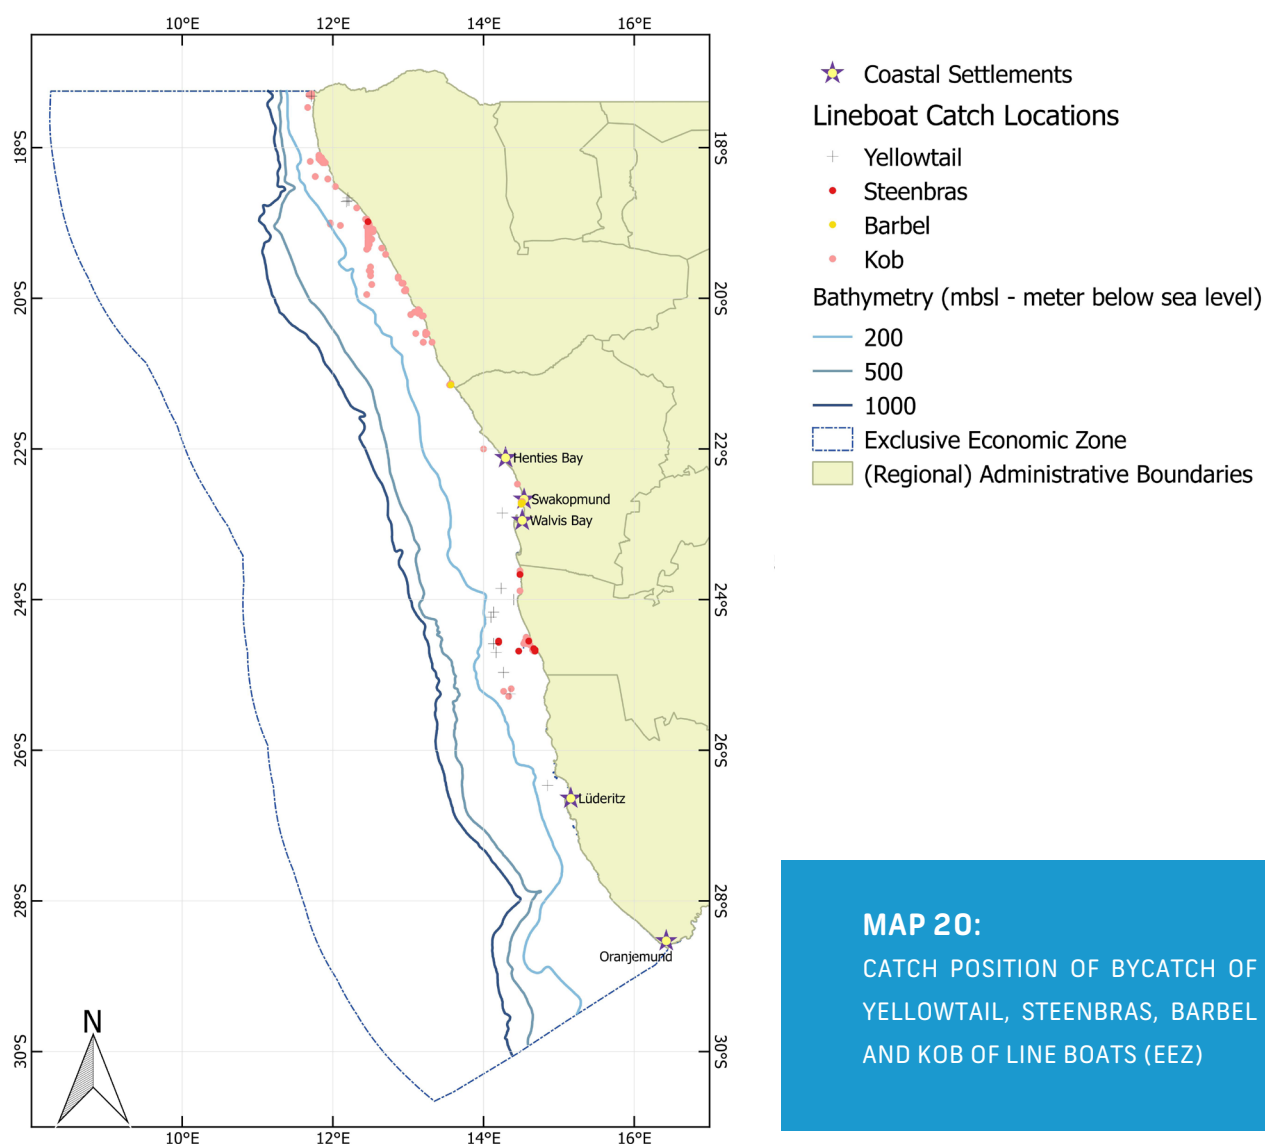 10°E 12°E 14°E 16°E
18°S 18°S
20°S 20°S
22°S 22°S
24°S 24°S
26°S 26°S
28°S 28°S
30°S 30°S
Henties Bay
Swakopmund
Walvis Bay
Lüderitz
Oranjemund
N
10°E 12°E 14°E 16°E
Coastal Settlements
Lineboat Catch Locations
Yellowtail
Steenbras
Barbel
Kob
Bathymetry (mbsl - meter below sea level)
200
500
1000
Exclusive Economic Zone
(Regional) Administrative Boundaries
MAP 20:
CATCH POSITION OF BYCATCH OF
YELLOWTAIL, STEENBRAS, BARBEL
AND KOB OF LINE BOATS (EEZ)